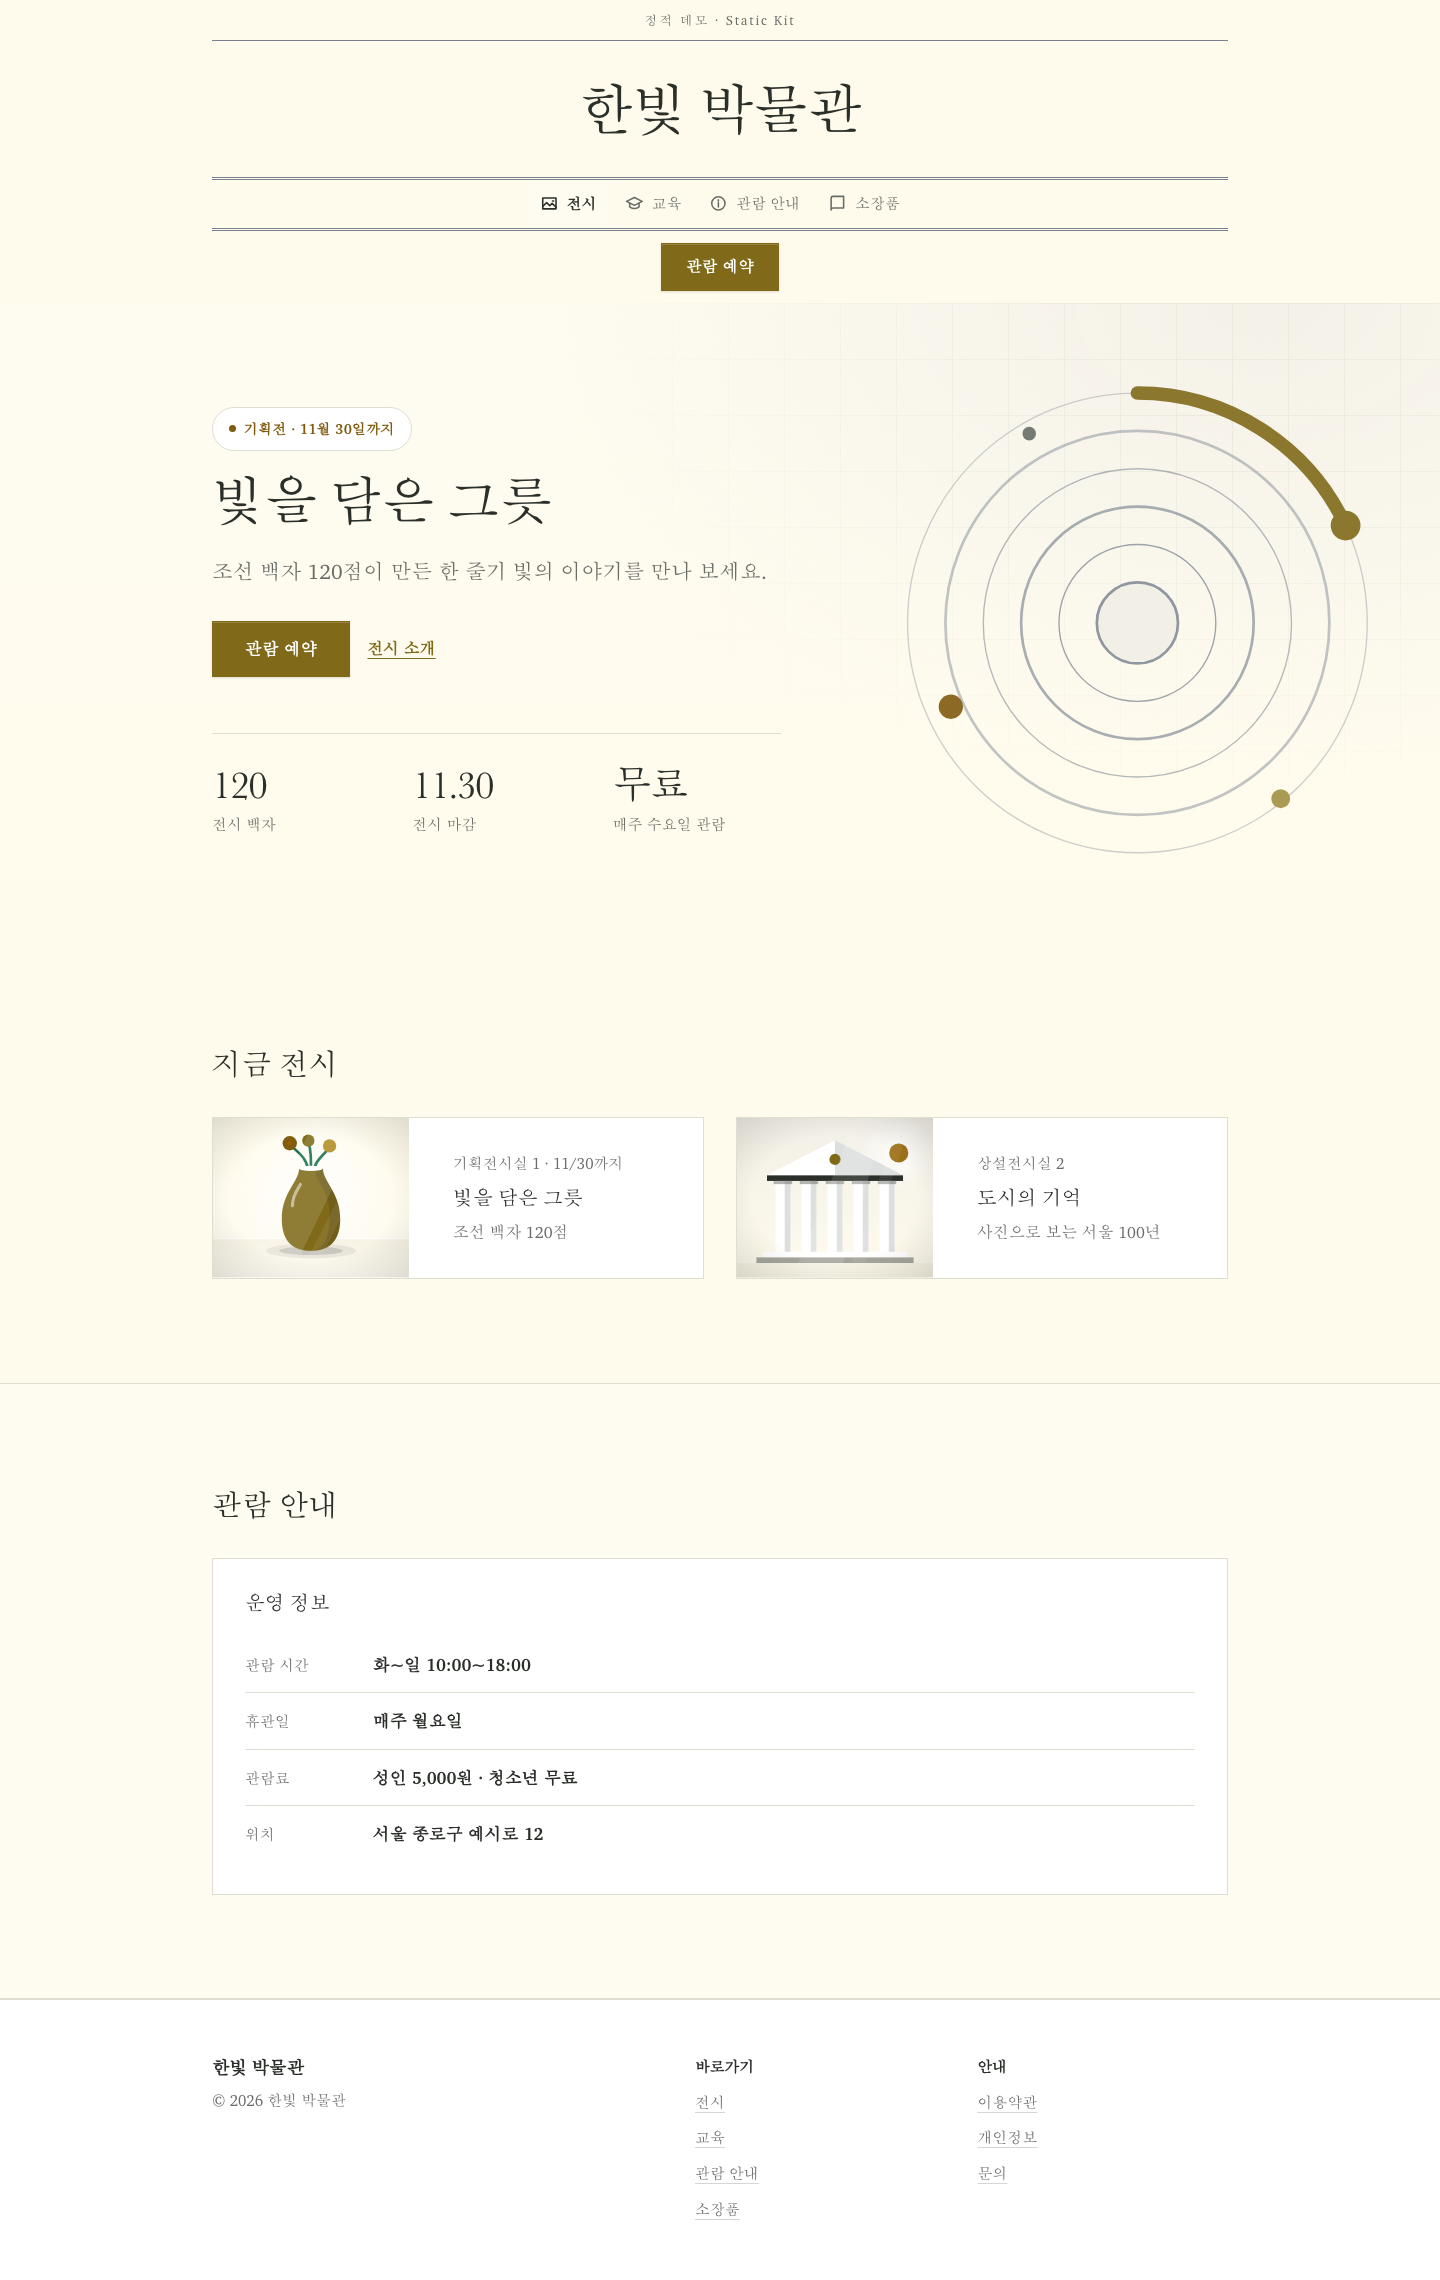 정적 데모 · Static Kit
한빛 박물관
전시 교육 관람 안내 소장품
관람 예약
기획전 · 11월 30일까지
빛을 담은 그릇
조선 백자 120점이 만든 한 줄기 빛의 이야기를 만나 보세요.
관람 예약 전시 소개
120 11.30 무료
전시 백자 전시 마감 매주 수요일 관람
지금 전시
기획전시실 1 · 11/30까지
빛을 담은 그릇
조선 백자 120점
상설전시실 2
도시의 기억
사진으로 보는 서울 100년
관람 안내
운영 정보
관람 시간 화~일 10:00~18:00
휴관일 매주 월요일
관람료 성인 5,000원 · 청소년 무료
위치 서울 종로구 예시로 12
한빛 박물관
© 2026 한빛 박물관
바로가기
전시
교육
관람 안내
소장품
안내
이용약관
개인정보
문의